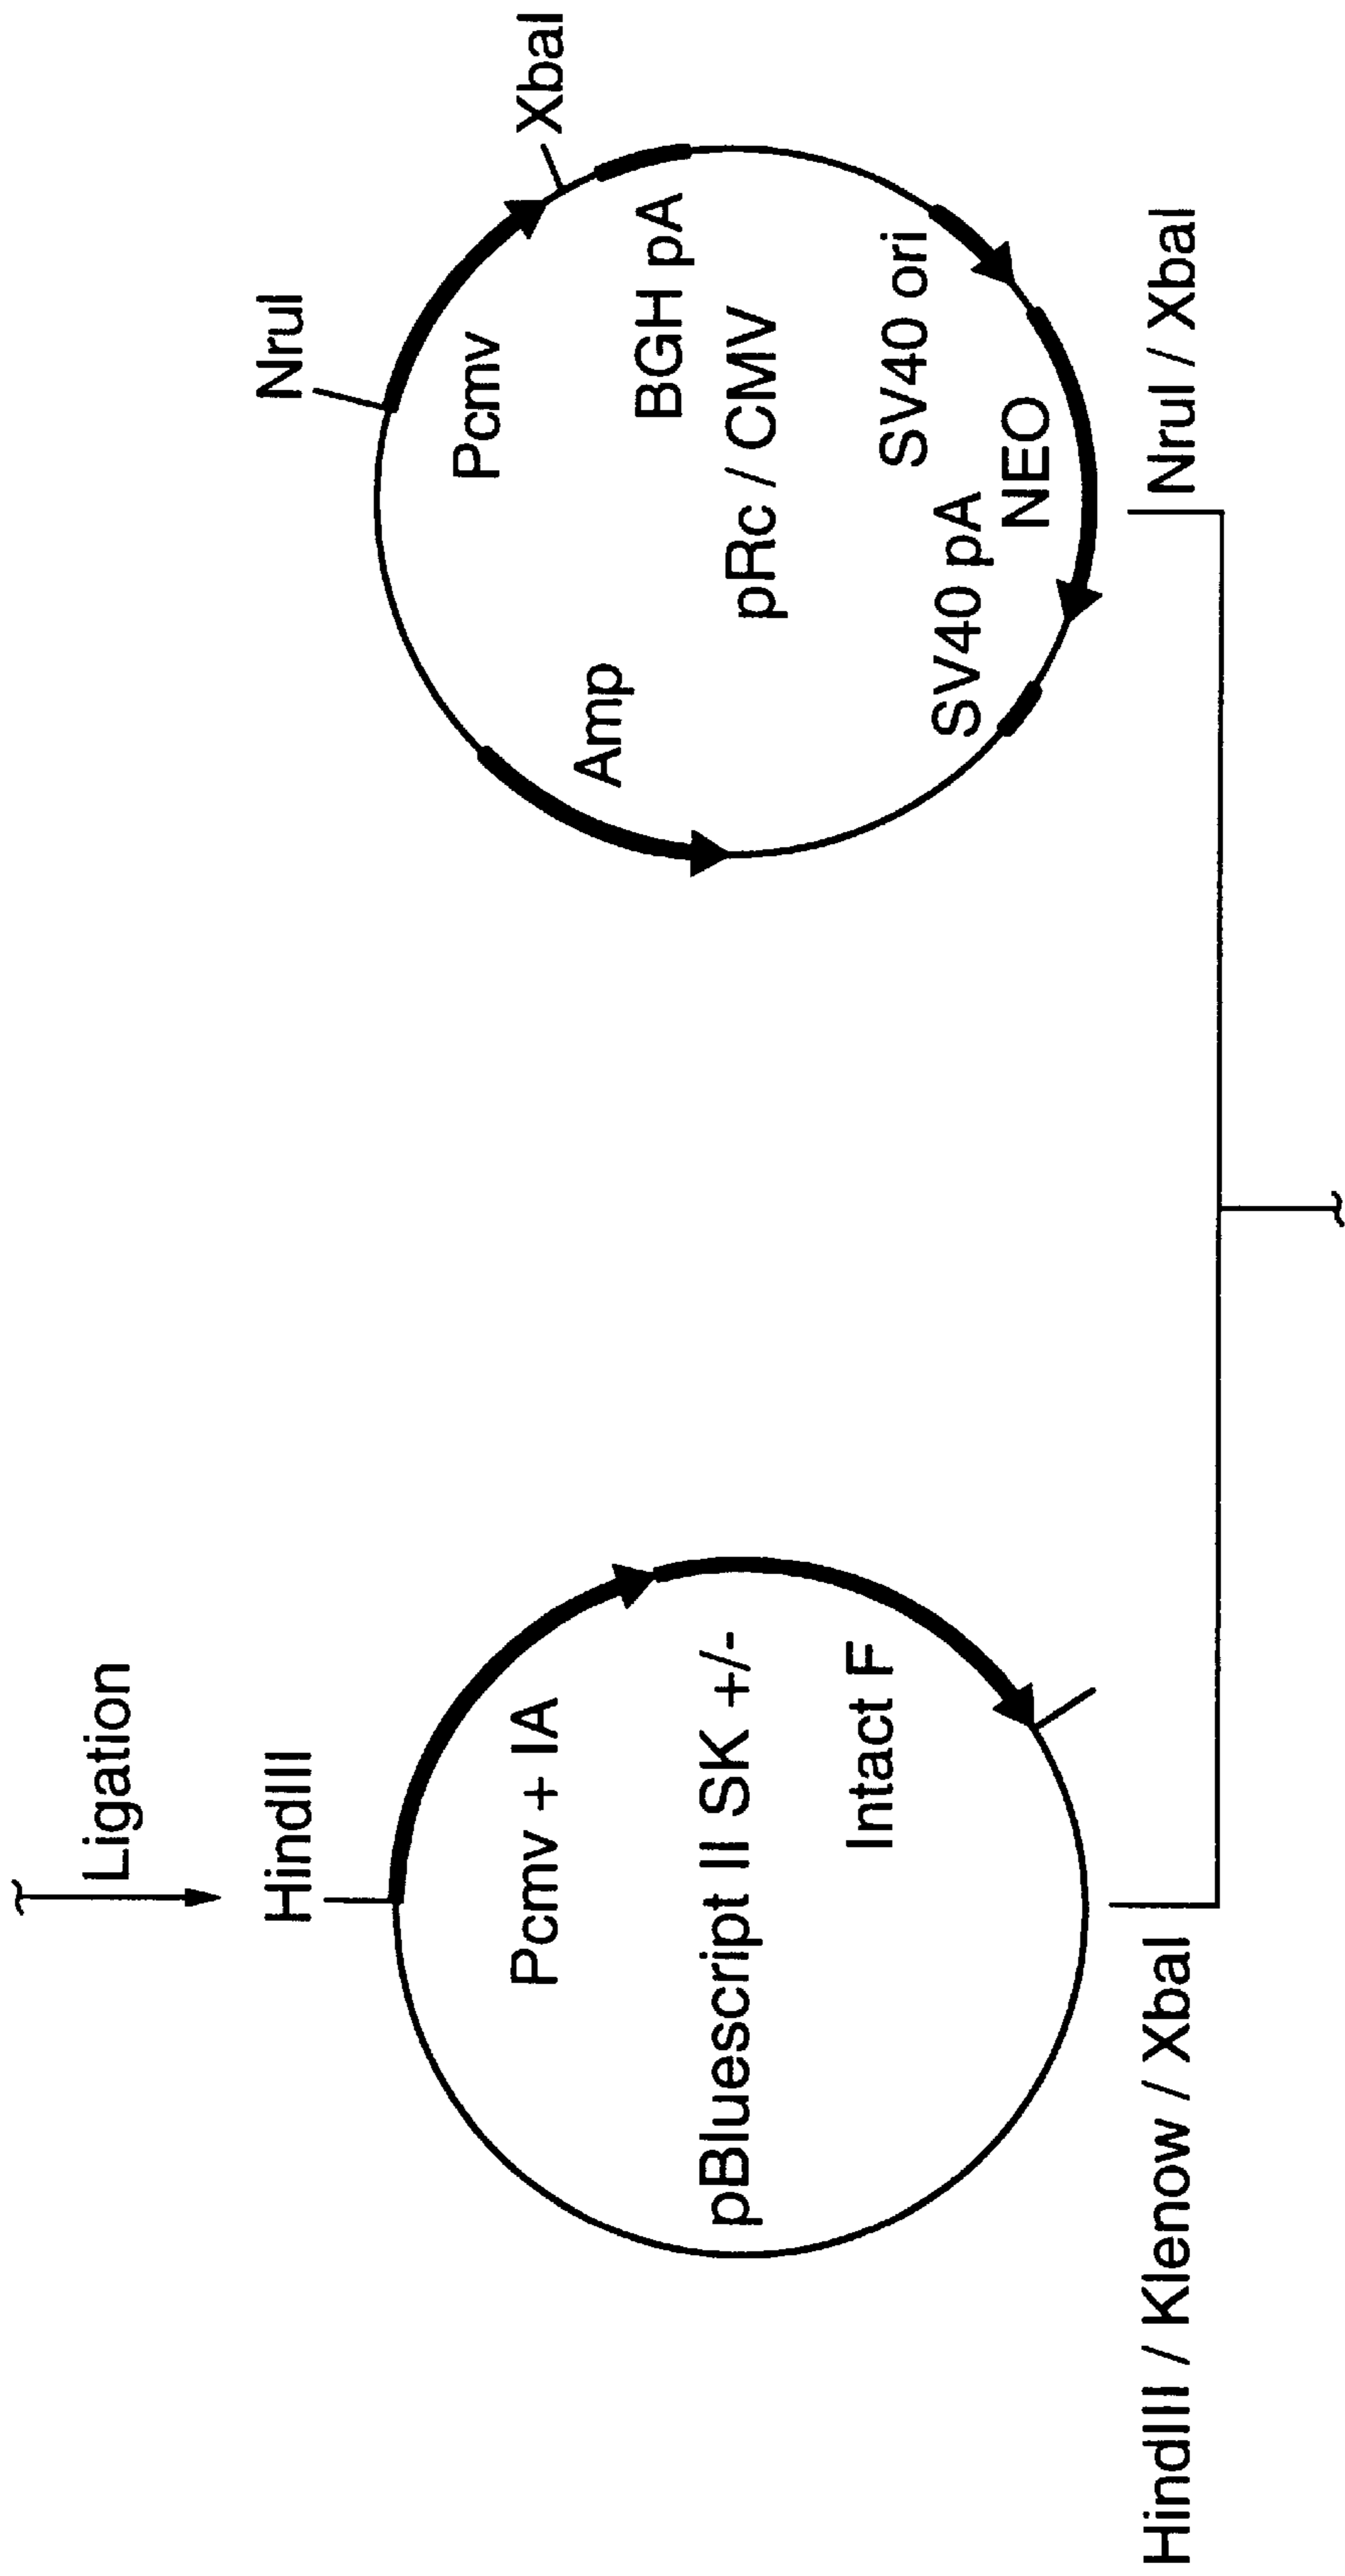 Ligation
HindIII
Pcmv + IA
pBluescript II SK +/-
Intact F
HindIII / Klenow / XbaI
NruI
XbaI
Pcmv
Amp
BGH pA
pRc / CMV
SV40 ori
SV40 pA
NEO
NruI / XbaI